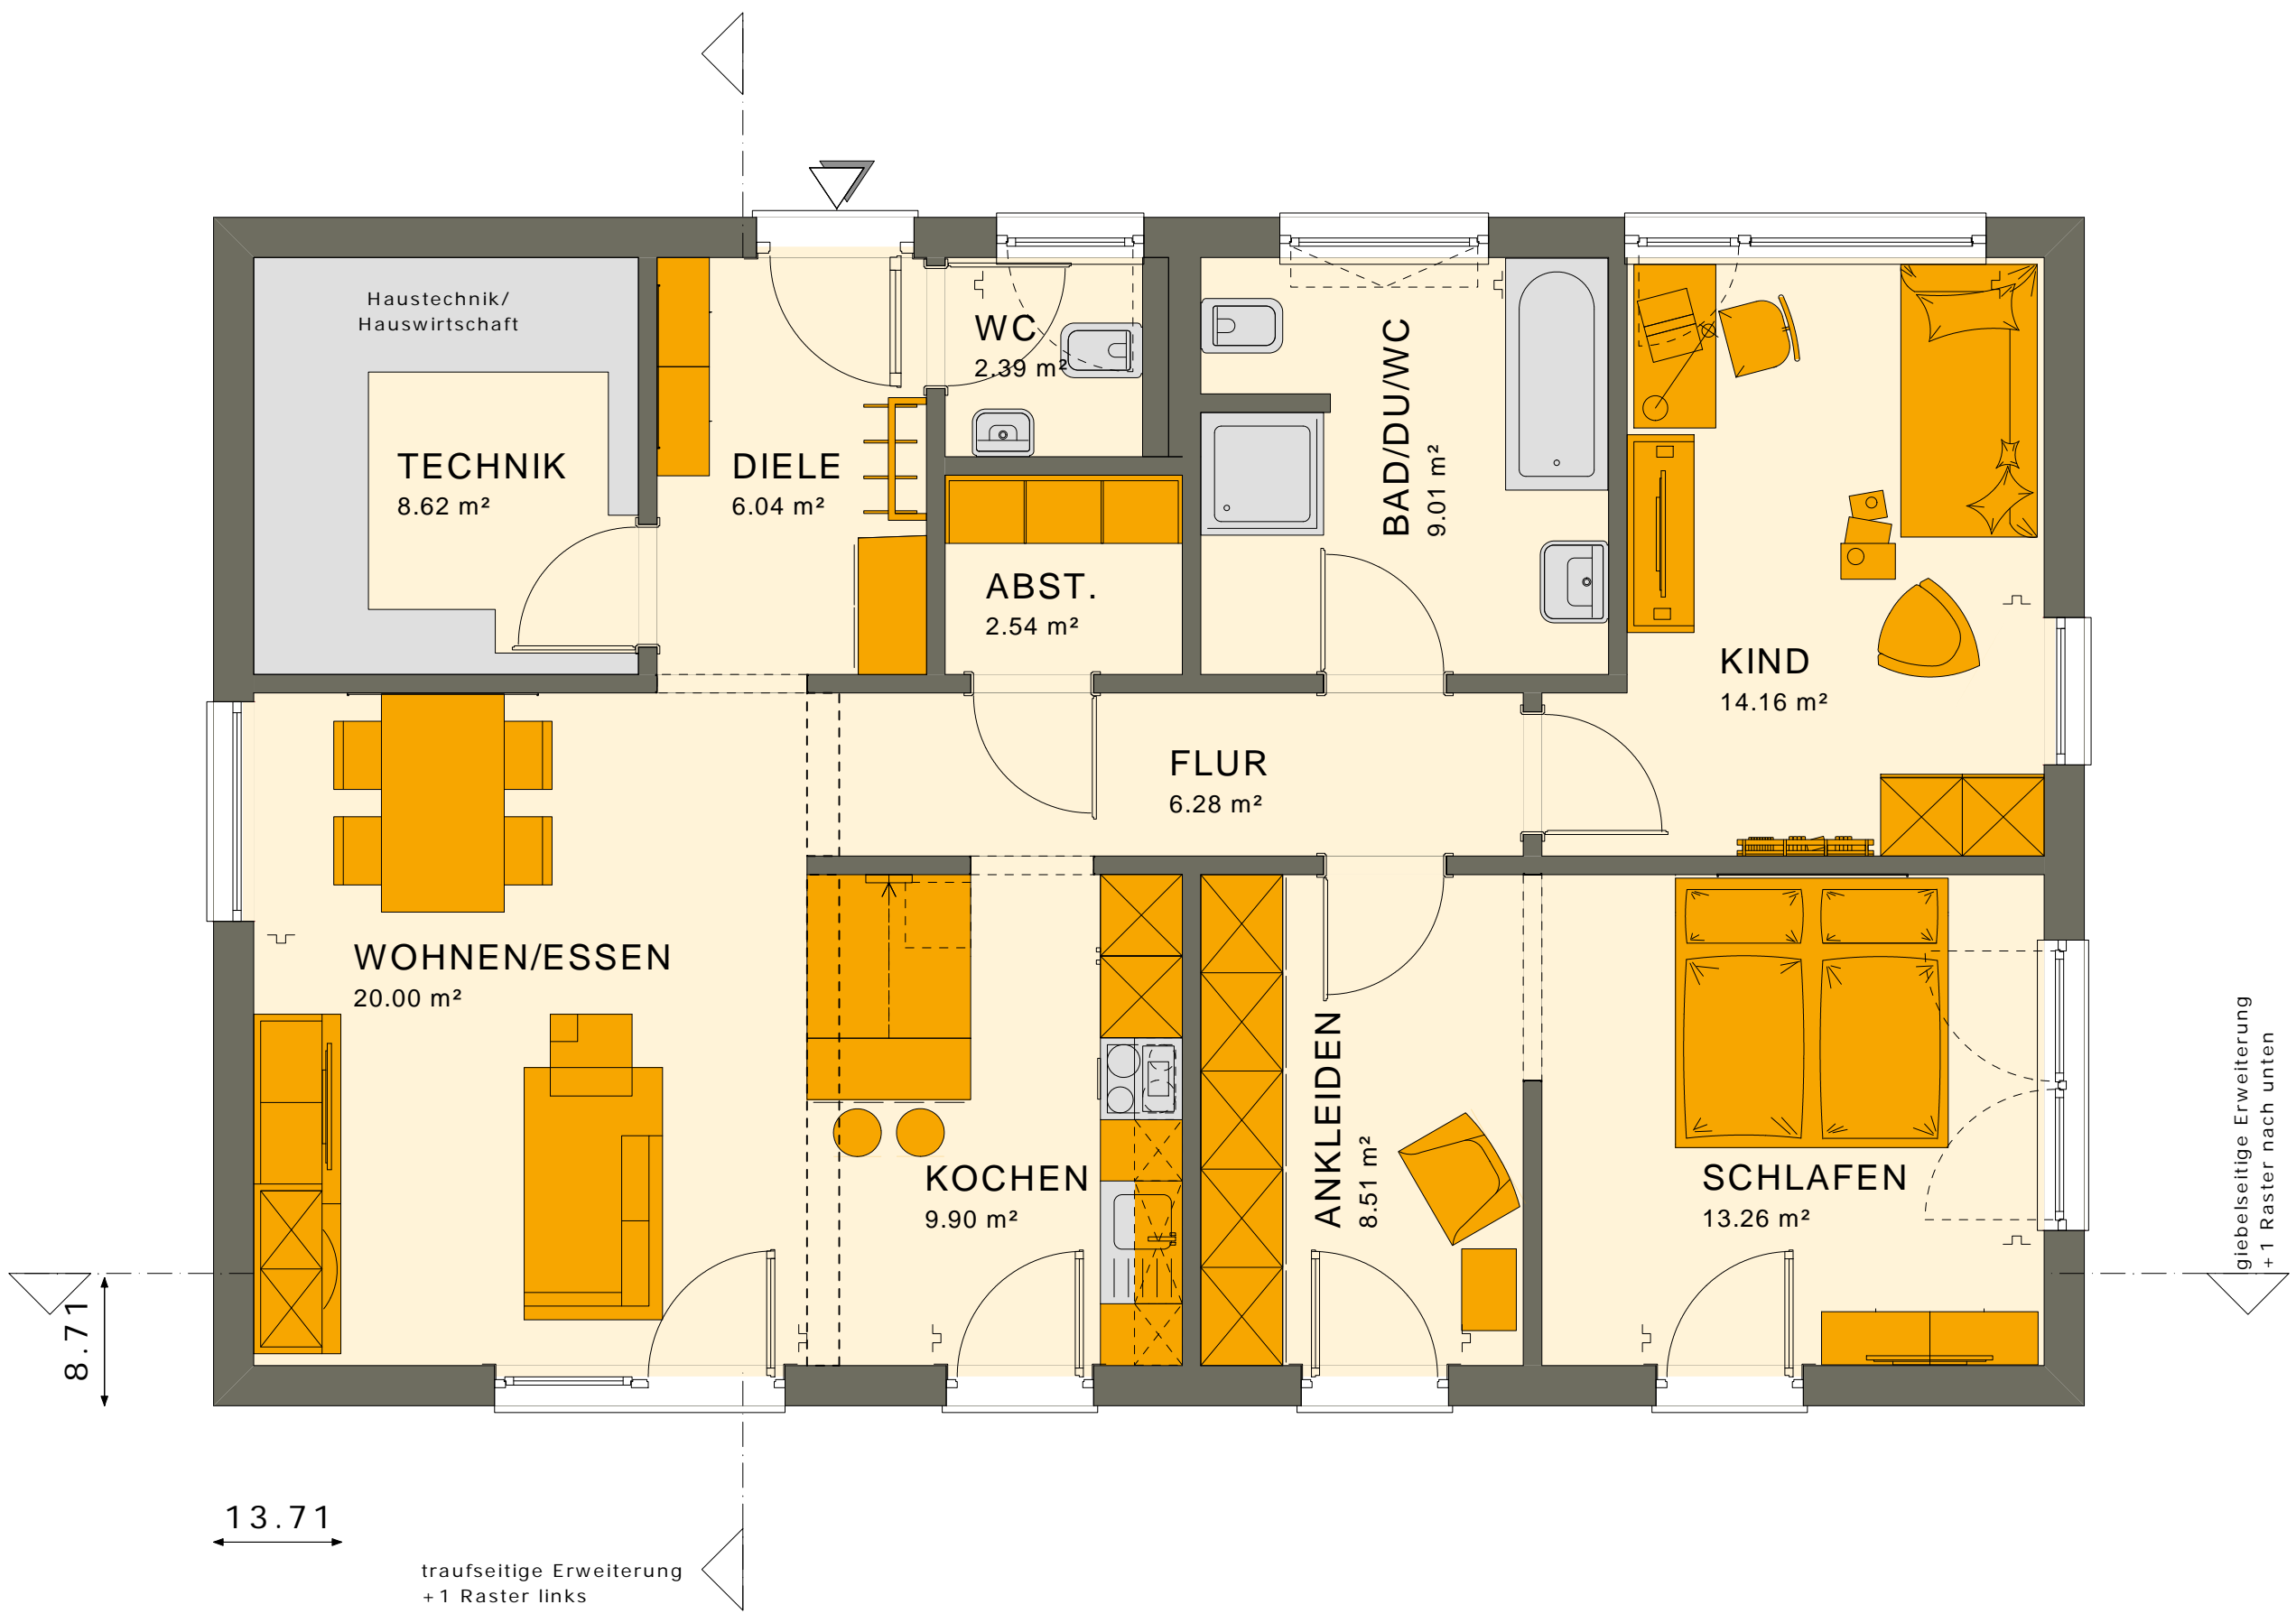 Haustechnik/
Hauswirtschaft
TECHNIK
8.62 m²
DIELE
6.04 m²
WC
2.39 m²
ABST.
2.54 m²
BAD/DU/WC
9.01 m²
KIND
14.16 m²
FLUR
6.28 m²
WOHNEN/ESSEN
20.00 m²
KOCHEN
9.90 m²
ANKLEIDEN
8.51 m²
SCHLAFEN
13.26 m²
giebelseitige Erweiterung
+1 Raster nach unten
8.71
13.71
traufseitige Erweiterung
+1 Raster links